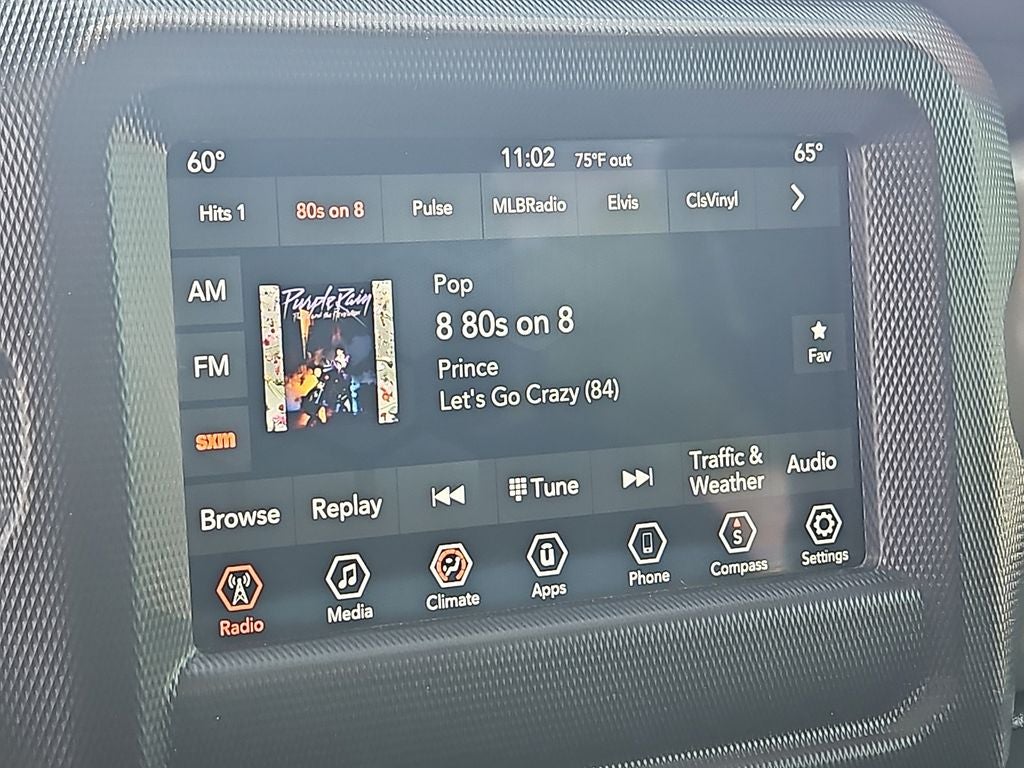 60° 11:02 75°F out 65°
Hits 1 80s on 8 Pulse MLBRadio Elvis ClsVinyl
AM
FM
sxm
Purple Rain
Pop
8 80s on 8
Prince
Let's Go Crazy (84)
Fav
Browse Replay Tune Traffic & Weather Audio
U S
Radio Media Climate Apps Phone Compass Settings